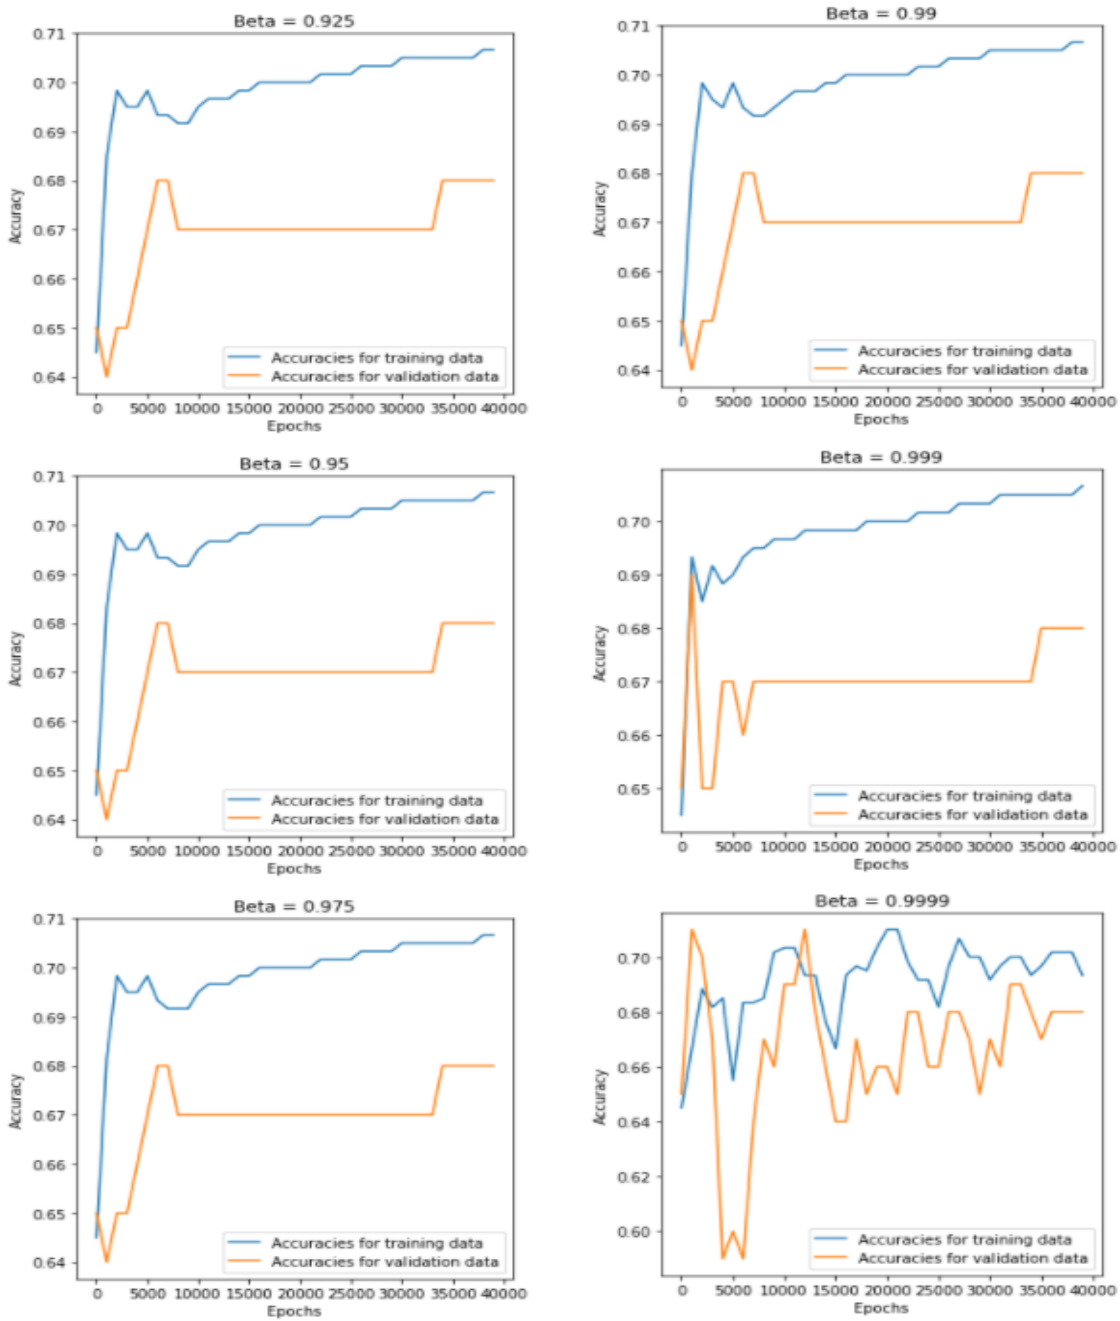 Beta = 0.925
0.71
0.70
0.69
0.68
0.67
0.66
0.65
0.64
Accuracy
Accuracies for training data
Accuracies for validation data
0 5000 10000 15000 20000 25000 30000 35000 40000
Epochs
Beta = 0.99
0.71
0.70
0.69
0.68
0.67
0.66
0.65
0.64
Accuracy
Accuracies for training data
Accuracies for validation data
0 5000 10000 15000 20000 25000 30000 35000 40000
Epochs
Beta = 0.95
0.71
0.70
0.69
0.68
0.67
0.66
0.65
0.64
Accuracy
Accuracies for training data
Accuracies for validation data
0 5000 10000 15000 20000 25000 30000 35000 40000
Epochs
Beta = 0.999
0.70
0.69
0.68
0.67
0.66
0.65
Accuracy
Accuracies for training data
Accuracies for validation data
0 5000 10000 15000 20000 25000 30000 35000 40000
Epochs
Beta = 0.975
0.71
0.70
0.69
0.68
0.67
0.66
0.65
0.64
Accuracy
Accuracies for training data
Accuracies for validation data
0 5000 10000 15000 20000 25000 30000 35000 40000
Epochs
Beta = 0.9999
0.70
0.68
0.66
0.64
0.62
0.60
Accuracy
Accuracies for training data
Accuracies for validation data
0 5000 10000 15000 20000 25000 30000 35000 40000
Epochs